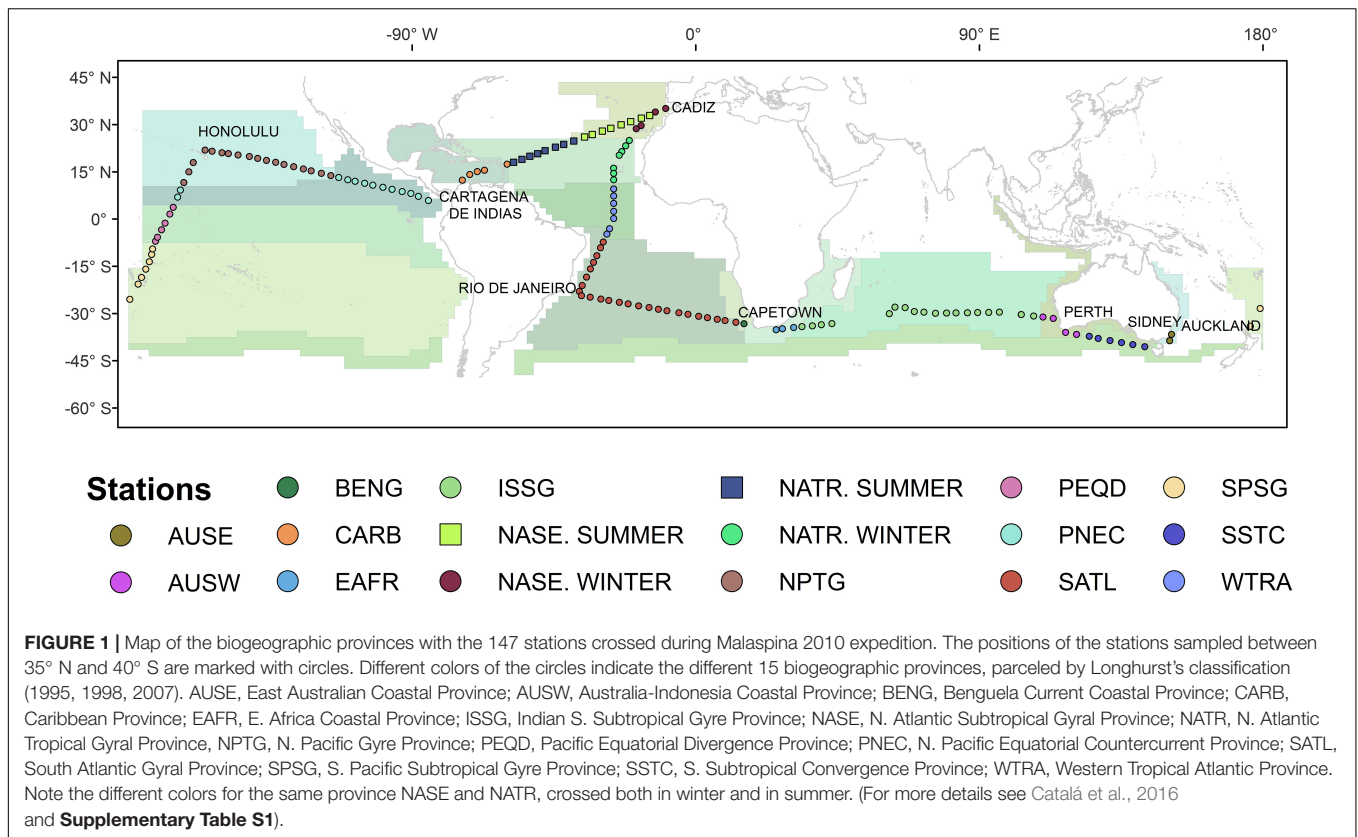 -90° W 0° 90° E 180°
45° N
30° N
15° N
0°
-15° S
-30° S
-45° S
-60° S
HONOLULU
CADIZ
CARTAGENA
DE INDIAS
RIO DE JANEIRO
CAPETOWN
PERTH
SIDNEY
AUCKLAND
Stations
BENG ISSG NATR. SUMMER PEQD SPSG
AUSE CARB NASE. SUMMER NATR. WINTER PNEC SSTC
AUSW EAFR NASE. WINTER NPTG SATL WTRA
FIGURE 1 | Map of the biogeographic provinces with the 147 stations crossed during Malaspina 2010 expedition. The positions of the stations sampled between
35° N and 40° S are marked with circles. Different colors of the circles indicate the different 15 biogeographic provinces, parceled by Longhurst's classification
(1995, 1998, 2007). AUSE, East Australian Coastal Province; AUSW, Australia-Indonesia Coastal Province; BENG, Benguela Current Coastal Province; CARB,
Caribbean Province; EAFR, E. Africa Coastal Province; ISSG, Indian S. Subtropical Gyre Province; NASE, N. Atlantic Subtropical Gyral Province; NATR, N. Atlantic
Tropical Gyral Province, NPTG, N. Pacific Gyre Province; PEQD, Pacific Equatorial Divergence Province; PNEC, N. Pacific Equatorial Countercurrent Province; SATL,
South Atlantic Gyral Province; SPSG, S. Pacific Subtropical Gyre Province; SSTC, S. Subtropical Convergence Province; WTRA, Western Tropical Atlantic Province.
Note the different colors for the same province NASE and NATR, crossed both in winter and in summer. (For more details see Catalá et al., 2016
and Supplementary Table S1).